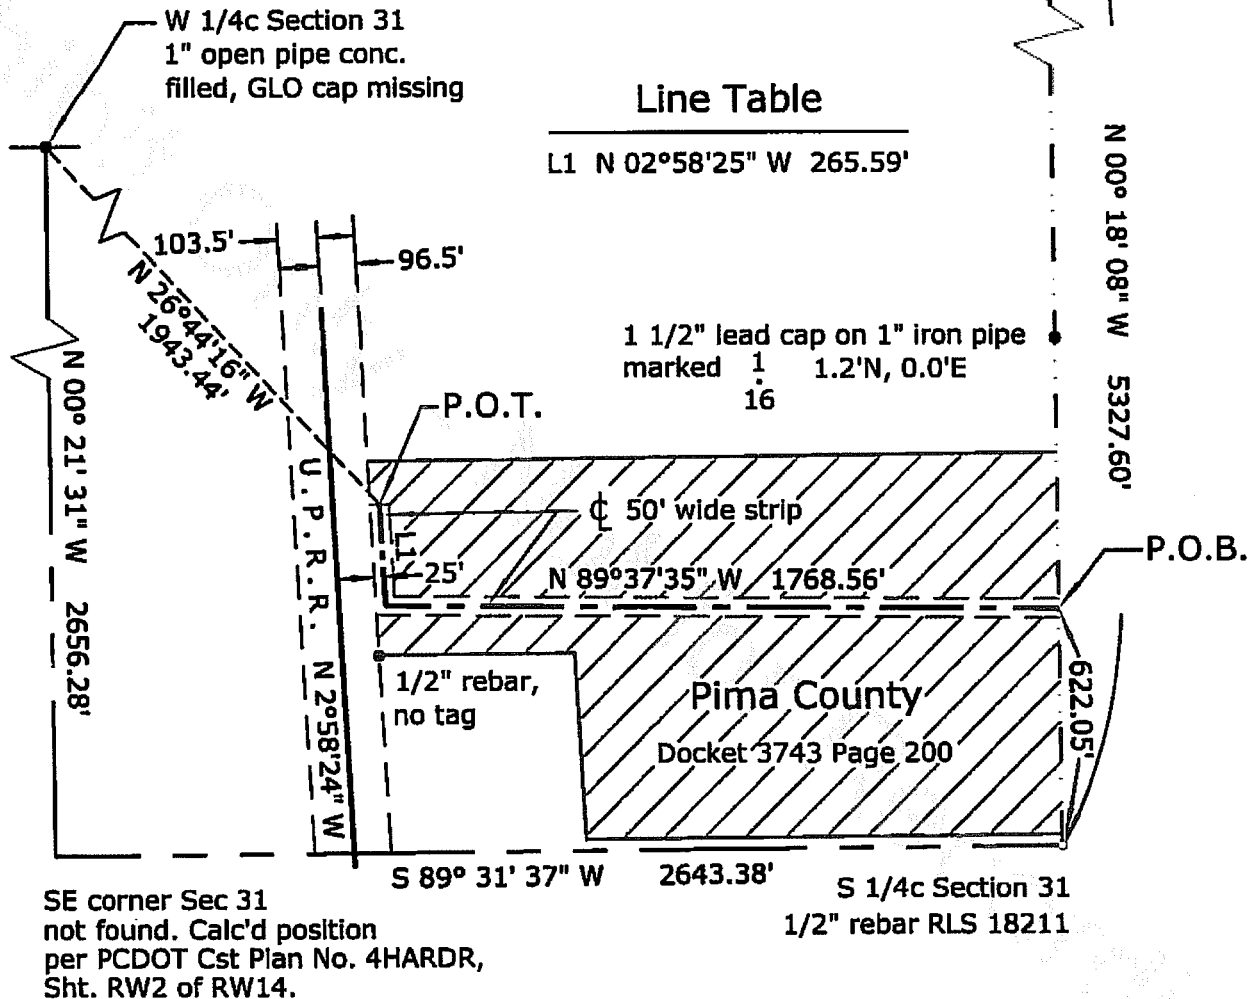 W 1/4c Section 31
1" open pipe conc.
filled, GLO cap missing
Line Table
L1 N 02°58'25" W 265.59'
103.5'
96.5'
N 26°44'16" W
1943.44'
N 00° 18' 08" W 5327.60'
1 1/2" lead cap on 1" iron pipe
marked 1 . 16 1.2'N, 0.0'E
N 00° 21' 31" W 2656.28'
P.O.T.
U.P.R.R. N 2°58'24" W
℄ 50' wide strip
L1
25'
N 89°37'35" W 1768.56'
P.O.B.
1/2" rebar,
no tag
Pima County
Docket 3743 Page 200
622.05'
S 89° 31' 37" W 2643.38'
S 1/4c Section 31
1/2" rebar RLS 18211
SE corner Sec 31
not found. Calc'd position
per PCDOT Cst Plan No. 4HARDR,
Sht. RW2 of RW14.